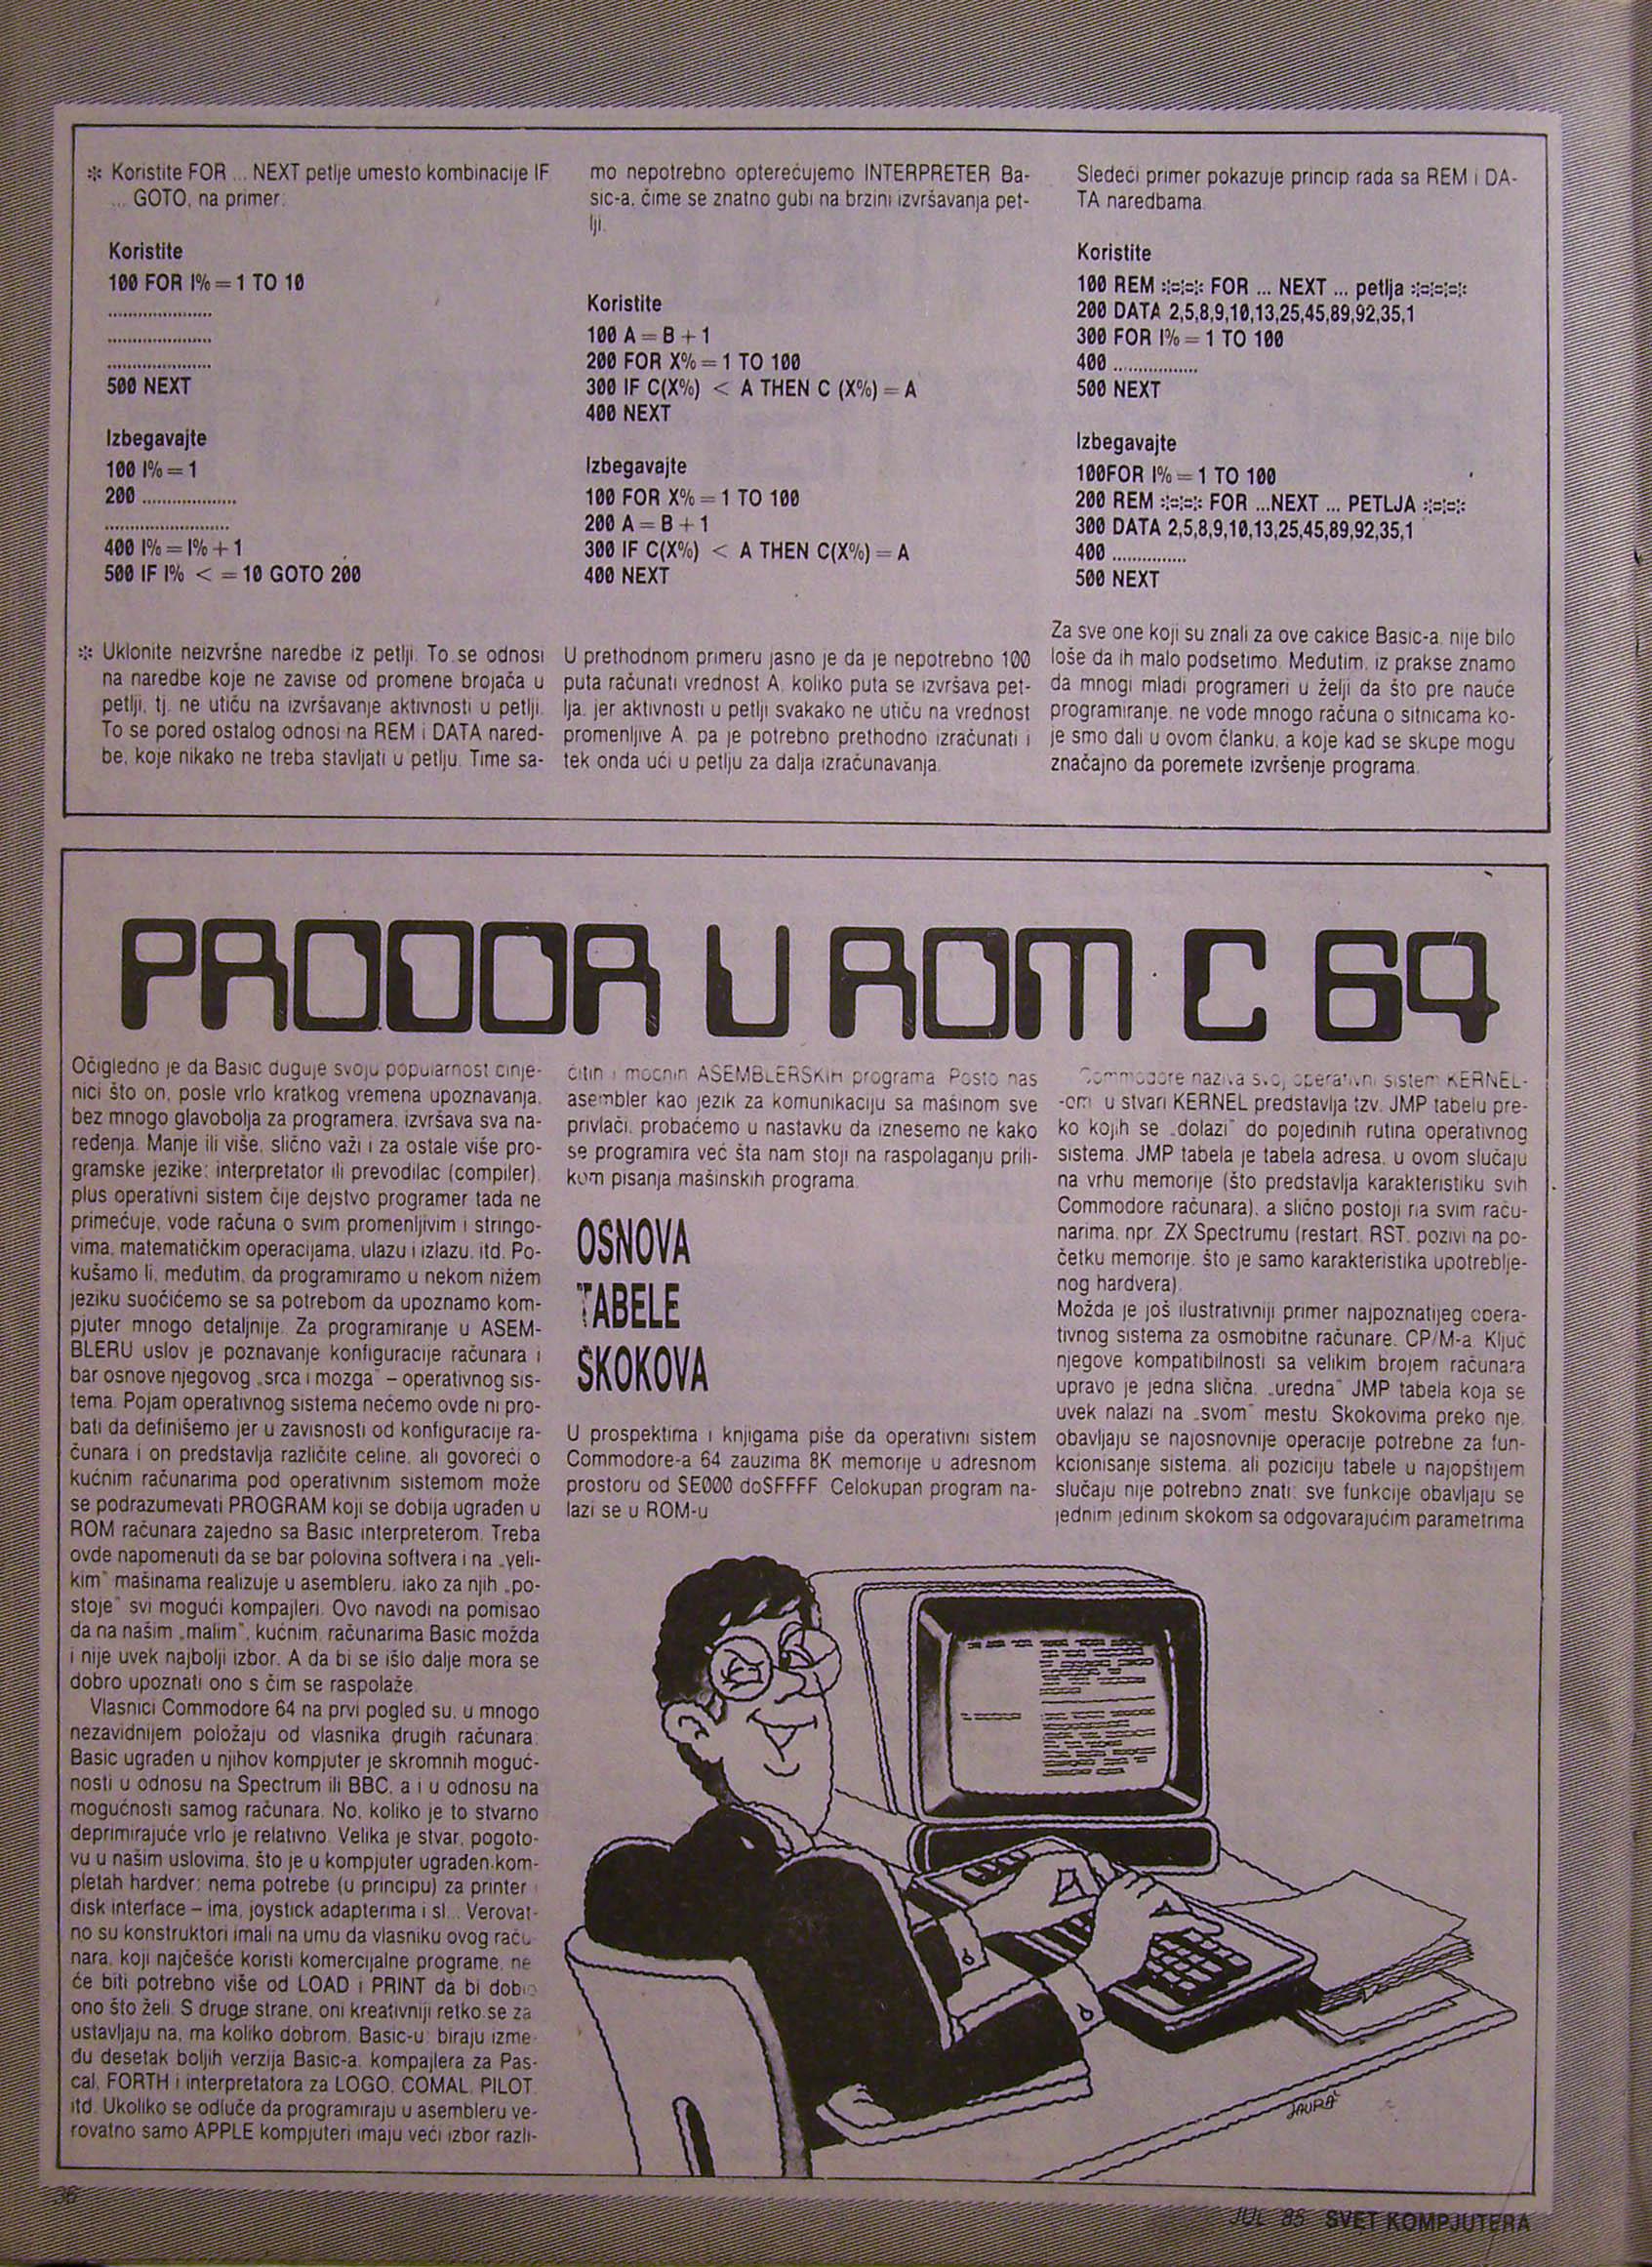 ⁜ Koristite FOR ... NEXT petlje umesto kombinacije IF
... GOTO, na primer:
Koristite
100 FOR I% = 1 TO 10
......................
......................
......................
500 NEXT
Izbegavajte
100 I% = 1
200 ...................
.........................
400 I% = I% + 1
500 IF I% < = 10 GOTO 200
⁜ Uklonite neizvršne naredbe iz petlji. To se odnosi
na naredbe koje ne zavise od promene brojača u
petlji, tj. ne utiču na izvršavanje aktivnosti u petlji.
To se pored ostalog odnosi na REM i DATA nared-
be, koje nikako ne treba stavljati u petlju. Time sa-
mo nepotrebno opterećujemo INTERPRETER Ba-
sic-a, čime se znatno gubi na brzini izvršavanja pet-
lji.
Koristite
100 A = B + 1
200 FOR X% = 1 TO 100
300 IF C(X%) < A THEN C (X%) = A
400 NEXT
Izbegavajte
100 FOR X% = 1 TO 100
200 A = B + 1
300 IF C(X%) < A THEN C(X%) = A
400 NEXT
U prethodnom primeru jasno je da je nepotrebno 100
puta računati vrednost A, koliko puta se izvršava pet-
lja, jer aktivnosti u petlji svakako ne utiču na vrednost
promenljive A, pa je potrebno prethodno izračunati i
tek onda ući u petlju za dalja izračunavanja.
Sledeći primer pokazuje princip rada sa REM i DA-
TA naredbama.
Koristite
100 REM ⁜⁜⁜ FOR ... NEXT ... petlja ⁜⁜⁜⁜
200 DATA 2,5,8,9,10,13,25,45,89,92,35,1
300 FOR I% = 1 TO 100
400 .................
500 NEXT
Izbegavajte
100FOR I% = 1 TO 100
200 REM ⁜⁜⁜ FOR ...NEXT ... PETLJA ⁜⁜⁜
300 DATA 2,5,8,9,10,13,25,45,89,92,35,1
400 ...............
500 NEXT
Za sve one koji su znali za ove cakice Basic-a, nije bilo
loše da ih malo podsetimo. Međutim, iz prakse znamo
da mnogi mladi programeri u želji da što pre nauče
programiranje, ne vode mnogo računa o sitnicama ko-
je smo dali u ovom članku, a koje kad se skupe mogu
značajno da poremete izvršenje programa.
PRODOR U ROM C 64
Očigledno je da Basic duguje svoju popularnost činje-
nici što on, posle vrlo kratkog vremena upoznavanja,
bez mnogo glavobolja za programera, izvršava sva na-
ređenja. Manje ili više, slično važi i za ostale više pro-
gramske jezike: interpretator ili prevodilac (compiler),
plus operativni sistem čije dejstvo programer tada ne
primećuje, vode računa o svim promenljivim i stringo-
vima, matematičkim operacijama, ulazu i izlazu, itd. Po-
kušamo li, međutim, da programiramo u nekom nižem
jeziku suočićemo se sa potrebom da upoznamo kom-
pjuter mnogo detaljnije. Za programiranje u ASEM-
BLERU uslov je poznavanje konfiguracije računara i
bar osnove njegovog „srca i mozga" – operativnog sis-
tema. Pojam operativnog sistema nećemo ovde ni pro-
bati da definišemo jer u zavisnosti od konfiguracije ra-
čunara i on predstavlja različite celine, ali govoreći o
kućnim računarima pod operativnim sistemom može
se podrazumevati PROGRAM koji se dobija ugrađen u
ROM računara zajedno sa Basic interpreterom. Treba
ovde napomenuti da se bar polovina softvera i na „veli-
kim" mašinama realizuje u asembleru, iako za njih „po-
stoje" svi mogući kompajleri. Ovo navodi na pomisao
da na našim „malim", kućnim, računarima Basic možda
i nije uvek najbolji izbor. A da bi se išlo dalje mora se
dobro upoznati ono s čim se raspolaže.
Vlasnici Commodore 64 na prvi pogled su, u mnogo
nezavidnijem položaju od vlasnika drugih računara:
Basic ugrađen u njihov kompjuter je skromnih moguć-
nosti u odnosu na Spectrum ili BBC, a i u odnosu na
mogućnosti samog računara. No, koliko je to stvarno
deprimirajuće vrlo je relativno. Velika je stvar, pogoto-
vu u našim uslovima, što je u kompjuter ugrađen kom-
pletah hardver: nema potrebe (u principu) za printer i
disk interface – ima, joystick adapterima i sl... Verovat-
no su konstruktori imali na umu da vlasniku ovog raču
nara, koji najčešće koristi komercijalne programe, ne
će biti potrebno više od LOAD i PRINT da bi dobio
ono što želi. S druge strane, oni kreativniji retko se za
ustavljaju na, ma koliko dobrom, Basic-u: biraju izme
đu desetak boljih verzija Basic-a, kompajlera za Pas-
cal, FORTH i interpretatora za LOGO, COMAL, PILOT
itd. Ukoliko se odluče da programiraju u asembleru ve-
rovatno samo APPLE kompjuteri imaju veći izbor razli-
čitih i moćnih ASEMBLERSKIH programa. Pošto nas
asembler kao jezik za komunikaciju sa mašinom sve
privlači, probaćemo u nastavku da iznesemo ne kako
se programira već šta nam stoji na raspolaganju prili-
kom pisanja mašinskih programa.
OSNOVA
TABELE
SKOKOVA
U prospektima i knjigama piše da operativni sistem
Commodore-a 64 zauzima 8K memorije u adresnom
prostoru od SE000 doSFFFF. Celokupan program na-
lazi se u ROM-u
Commodore naziva svoj operativni sistem KERNEL-
-om, u stvari KERNEL predstavlja tzv. JMP tabelu pre-
ko kojih se „dolazi" do pojedinih rutina operativnog
sistema. JMP tabela je tabela adresa, u ovom slučaju
na vrhu memorije (što predstavlja karakteristiku svih
Commodore računara), a slično postoji na svim raču-
narima, npr. ZX Spectrumu (restart, RST, pozivi na po-
četku memorije, što je samo karakteristika upotreblje-
nog hardvera).
Možda je još ilustrativniji primer najpoznatijeg opera-
tivnog sistema za osmobitne računare, CP/M-a. Ključ
njegove kompatibilnosti sa velikim brojem računara
upravo je jedna slična, „uredna" JMP tabela koja se
uvek nalazi na „svom" mestu. Skokovima preko nje,
obavljaju se najosnovnije operacije potrebne za fun-
kcionisanje sistema, ali poziciju tabele u najopštijem
slučaju nije potrebno znati: sve funkcije obavljaju se
jednim jedinim skokom sa odgovarajućim parametrima
36
JUL '85 SVET KOMPJUTERA